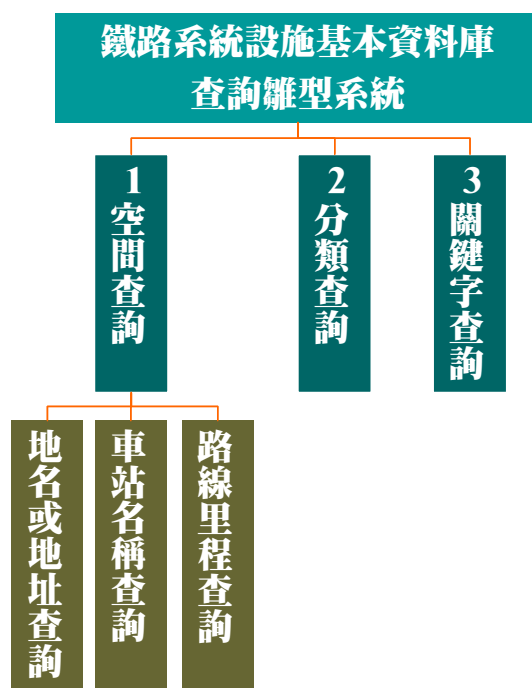 鐵路系統設施基本資料庫
查詢雛型系統
1空間查詢
2分類查詢
3關鍵字查詢
地名或地址查詢
車站名稱查詢
路線里程查詢